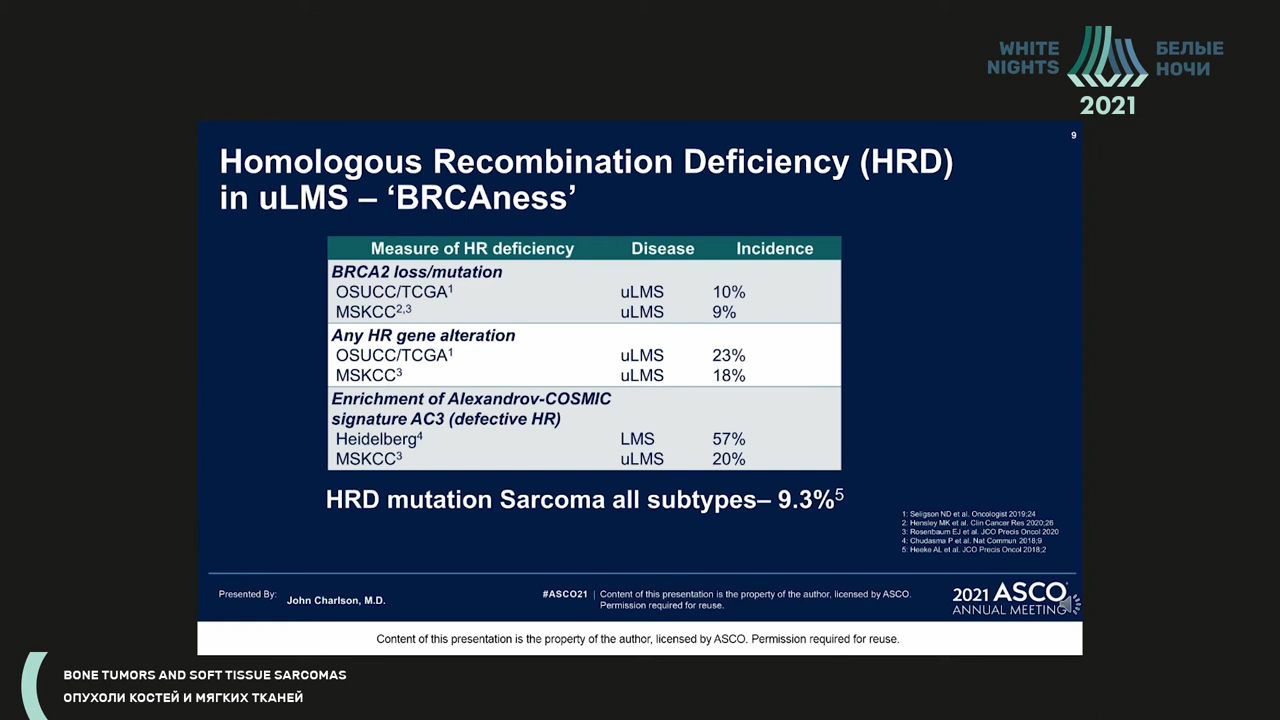 WHITE
NIGHTS
БЕЛЫЕ
НОЧИ
2021
9
Homologous Recombination Deficiency (HRD)
in uLMS – ‘BRCAness’
Measure of HR deficiency Disease Incidence
BRCA2 loss/mutation
OSUCC/TCGA1 uLMS 10%
MSKCC2,3 uLMS 9%
Any HR gene alteration
OSUCC/TCGA1 uLMS 23%
MSKCC3 uLMS 18%
Enrichment of Alexandrov-COSMIC
signature AC3 (defective HR)
Heidelberg4 LMS 57%
MSKCC3 uLMS 20%
HRD mutation Sarcoma all subtypes– 9.3%5
1: Seligson ND et al. Oncologist 2019;24
2: Hensley MK et al. Clin Cancer Res 2020;26
3: Rosenbaum EJ et al. JCO Precis Oncol 2020
4: Chudasma P et al, Nat Commun 2018;9
5: Heeke AL et al. JCO Precis Oncol 2018;2
Presented By: John Charlson, M.D.
#ASCO21 | Content of this presentation is the property of the author, licensed by ASCO.
Permission required for reuse.
2021 ASCO®
ANNUAL MEETING
Content of this presentation is the property of the author, licensed by ASCO. Permission required for reuse.
BONE TUMORS AND SOFT TISSUE SARCOMAS
ОПУХОЛИ КОСТЕЙ И МЯГКИХ ТКАНЕЙ